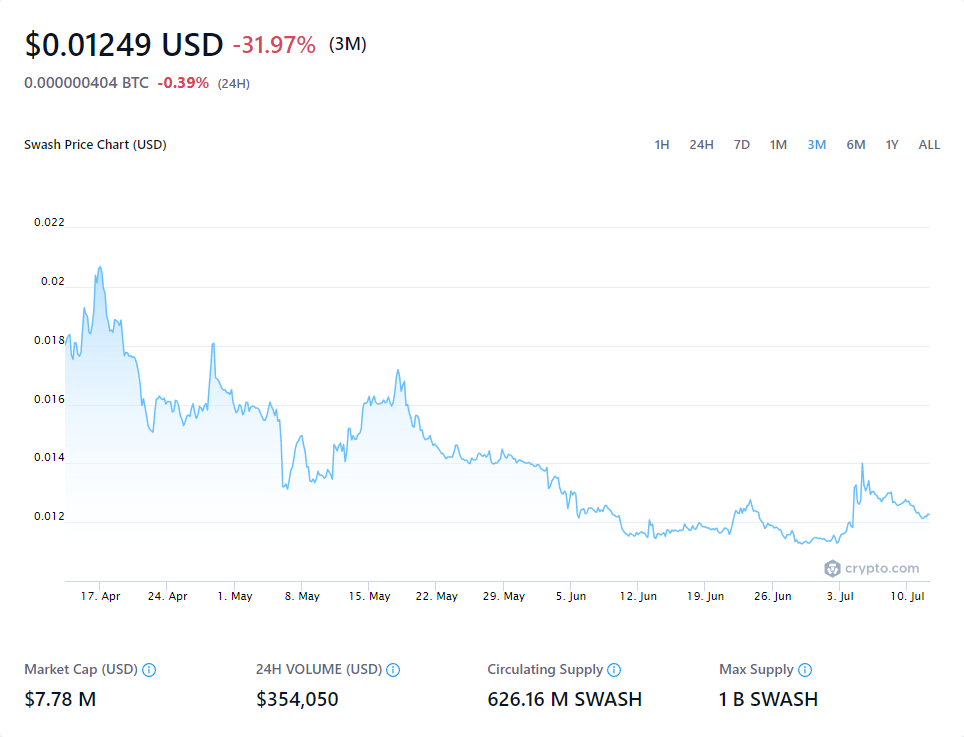 $0.01249 USD -31.97% (3M)
0.000000404 BTC -0.39% (24H)
Swash Price Chart (USD) 1H 24H 7D 1M 3M 6M 1Y ALL
0.022
0.02
0.018
0.016
0.014
0.012
crypto.com
17. Apr 24. Apr 1. May 8. May 15. May 22. May 29. May 5. Jun 12. Jun 19. Jun 26. Jun 3. Jul 10. Jul
Market Cap (USD) 24H VOLUME (USD) Circulating Supply Max Supply
$7.78 M $354,050 626.16 M SWASH 1 B SWASH